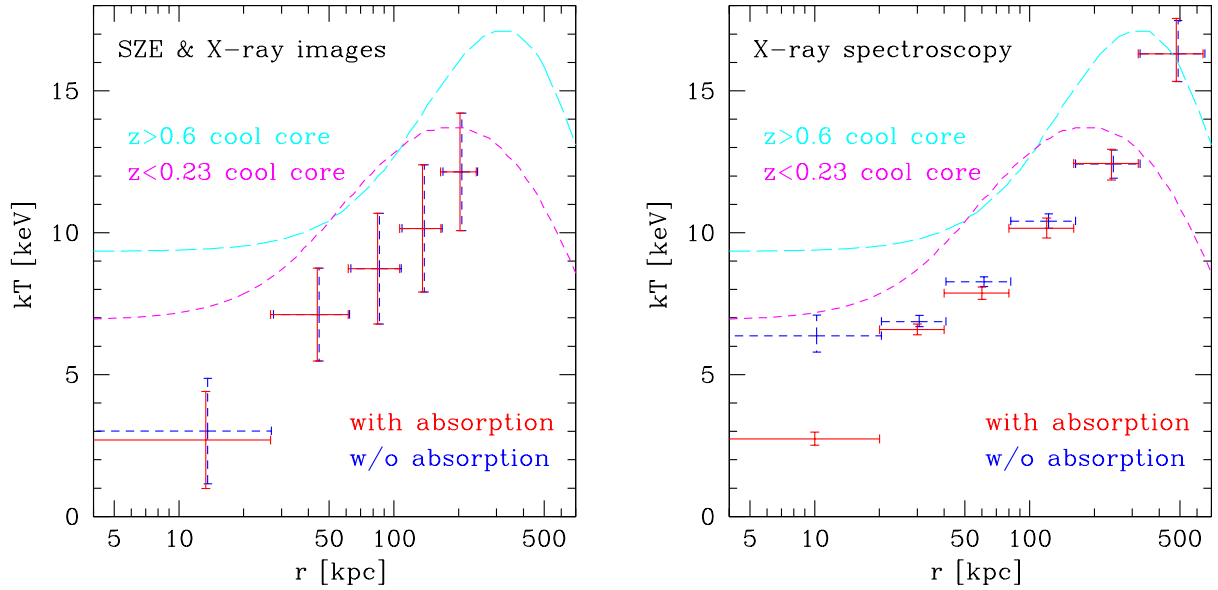 SZE & X-ray images
z>0.6 cool core
z<0.23 cool core
with absorption
w/o absorption
kT [keV]
0
5
10
15
5
10
50
100
500
r [kpc]
X-ray spectroscopy
z>0.6 cool core
z<0.23 cool core
with absorption
w/o absorption
kT [keV]
0
5
10
15
5
10
50
100
500
r [kpc]